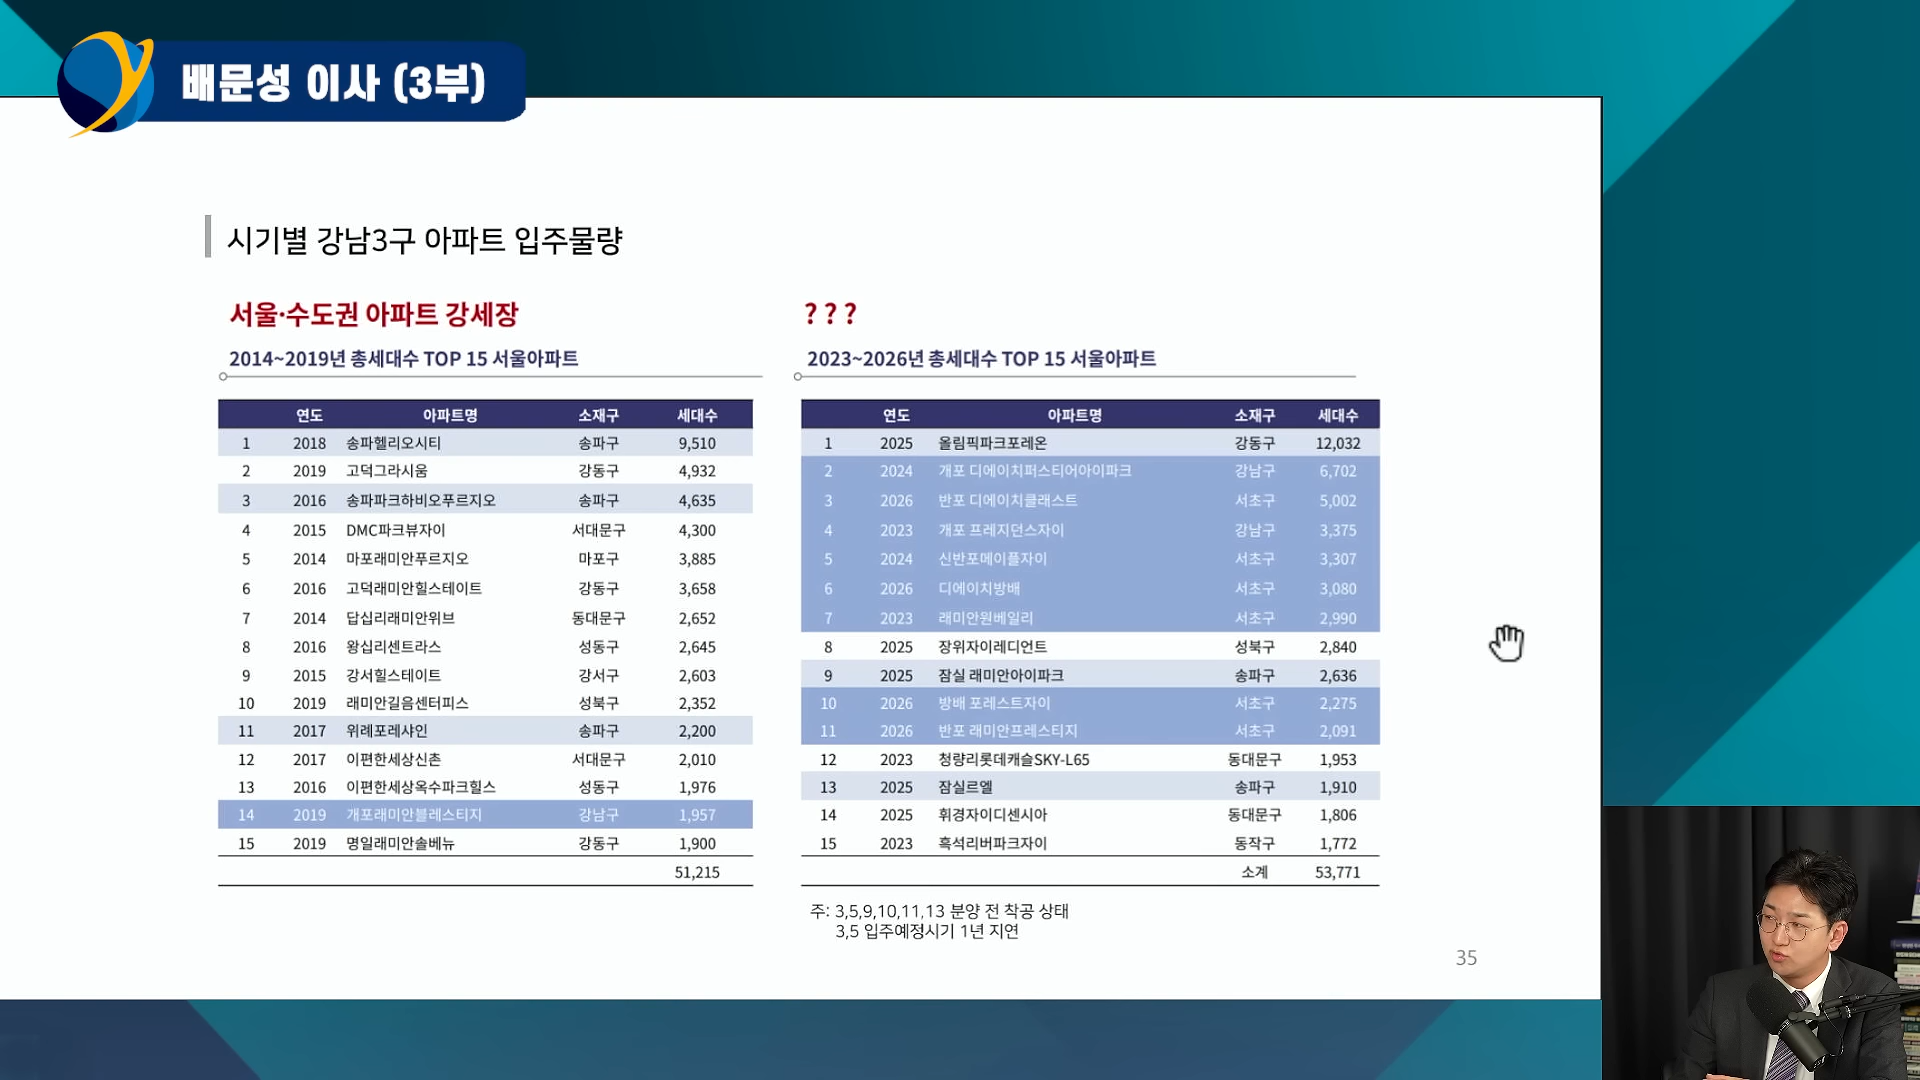 배문성 이사 (3부)
시기별 강남3구 아파트 입주물량
서울·수도권 아파트 강세장
2014~2019년 총세대수 TOP 15 서울아파트
연도 아파트명 소재구 세대수
1 2018 송파헬리오시티 송파구 9,510
2 2019 고덕그라시움 강동구 4,932
3 2016 송파파크하비오푸르지오 송파구 4,635
4 2015 DMC파크뷰자이 서대문구 4,300
5 2014 마포래미안푸르지오 마포구 3,885
6 2016 고덕래미안힐스테이트 강동구 3,658
7 2014 답십리래미안위브 동대문구 2,652
8 2016 왕십리센트라스 성동구 2,645
9 2015 강서힐스테이트 강서구 2,603
10 2019 래미안길음센터피스 성북구 2,352
11 2017 위례포레샤인 송파구 2,200
12 2017 이편한세상신촌 서대문구 2,010
13 2016 이편한세상옥수파크힐스 성동구 1,976
14 2019 개포래미안블레스티지 강남구 1,957
15 2019 명일래미안솔베뉴 강동구 1,900
51,215
? ? ?
2023~2026년 총세대수 TOP 15 서울아파트
연도 아파트명 소재구 세대수
1 2025 올림픽파크포레온 강동구 12,032
2 2024 개포 디에이치퍼스티어아이파크 강남구 6,702
3 2026 반포 디에이치클래스트 서초구 5,002
4 2023 개포 프레지던스자이 강남구 3,375
5 2024 신반포메이플자이 서초구 3,307
6 2026 디에이치방배 서초구 3,080
7 2023 래미안원베일리 서초구 2,990
8 2025 장위자이레디언트 성북구 2,840
9 2025 잠실 래미안아이파크 송파구 2,636
10 2026 방배 포레스트자이 서초구 2,275
11 2026 반포 래미안프레스티지 서초구 2,091
12 2023 청량리롯데캐슬SKY-L65 동대문구 1,953
13 2025 잠실르엘 송파구 1,910
14 2025 휘경자이디센시아 동대문구 1,806
15 2023 흑석리버파크자이 동작구 1,772
소계 53,771
주: 3,5,9,10,11,13 분양 전 착공 상태
3,5 입주예정시기 1년 지연
35